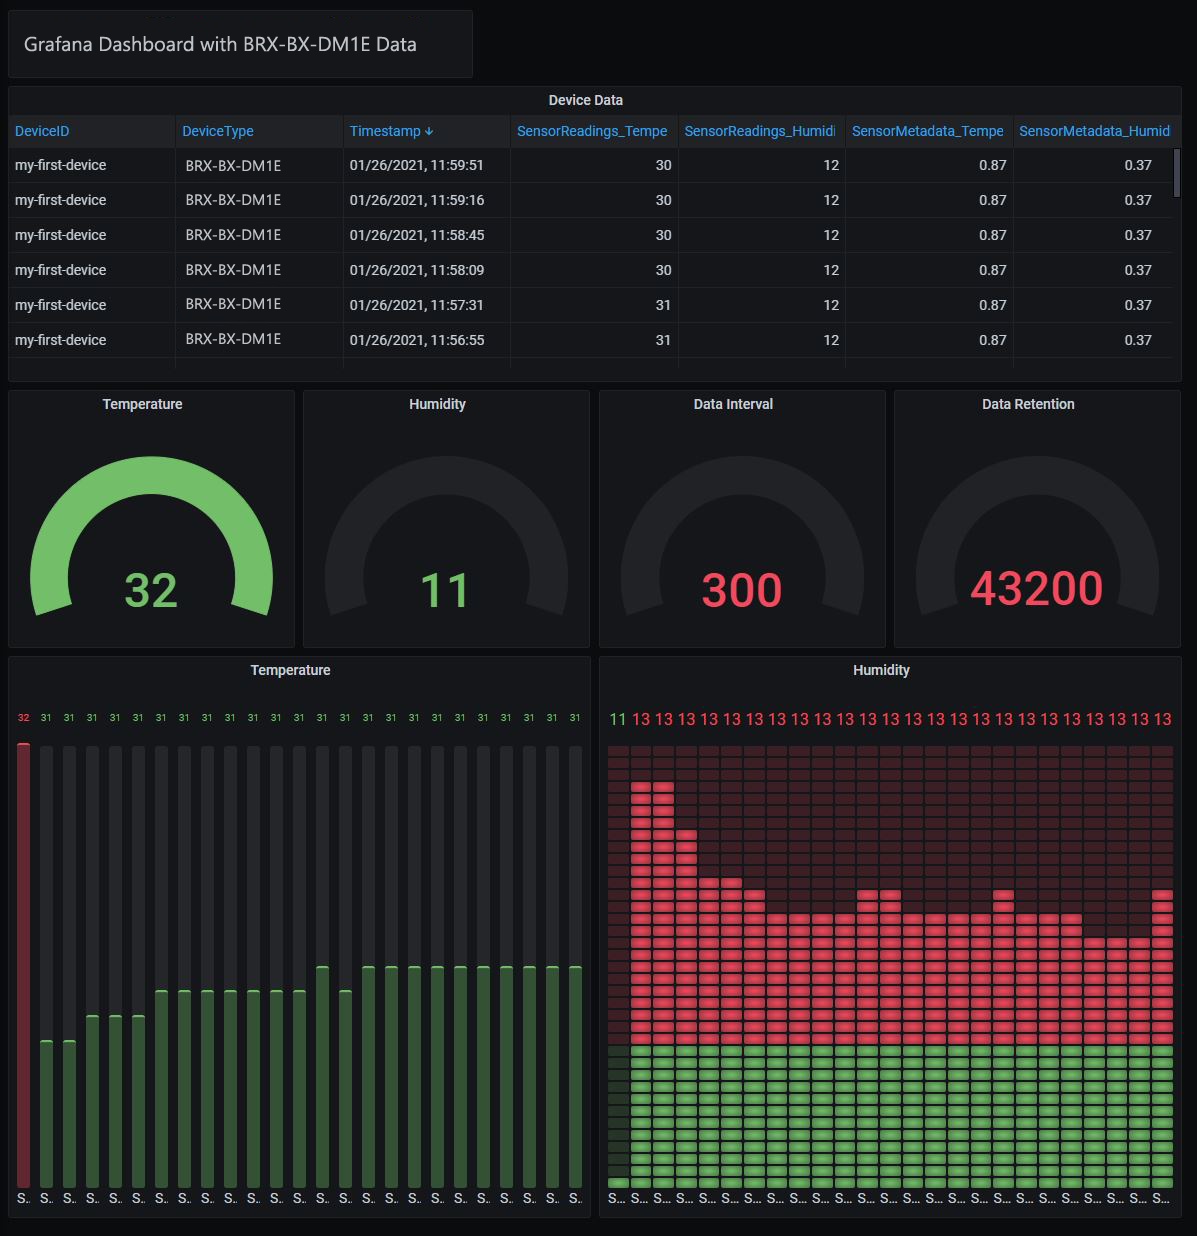 Grafana Dashboard with BRX-BX-DM1E Data
Device Data
DeviceID DeviceType Timestamp ↓ SensorReadings_Tempe SensorReadings_Humidi SensorMetadata_Tempe SensorMetadata_Humid
my-first-device BRX-BX-DM1E 01/26/2021, 11:59:51 30 12 0.87 0.37
my-first-device BRX-BX-DM1E 01/26/2021, 11:59:16 30 12 0.87 0.37
my-first-device BRX-BX-DM1E 01/26/2021, 11:58:45 30 12 0.87 0.37
my-first-device BRX-BX-DM1E 01/26/2021, 11:58:09 30 12 0.87 0.37
my-first-device BRX-BX-DM1E 01/26/2021, 11:57:31 31 12 0.87 0.37
my-first-device BRX-BX-DM1E 01/26/2021, 11:56:55 31 12 0.87 0.37
Temperature Humidity Data Interval Data Retention
32 11 300 43200
Temperature
32 31 31 31 31 31 31 31 31 31 31 31 31 31 31 31 31 31 31 31 31 31 31 31 31
S.. S.. S.. S.. S.. S.. S.. S.. S.. S.. S.. S.. S.. S.. S.. S.. S.. S.. S.. S.. S.. S.. S.. S.. S..
Humidity
11 13 13 13 13 13 13 13 13 13 13 13 13 13 13 13 13 13 13 13 13 13 13 13 13
S... S... S... S... S... S... S... S... S... S... S... S... S... S... S... S... S... S... S... S... S... S... S... S... S...